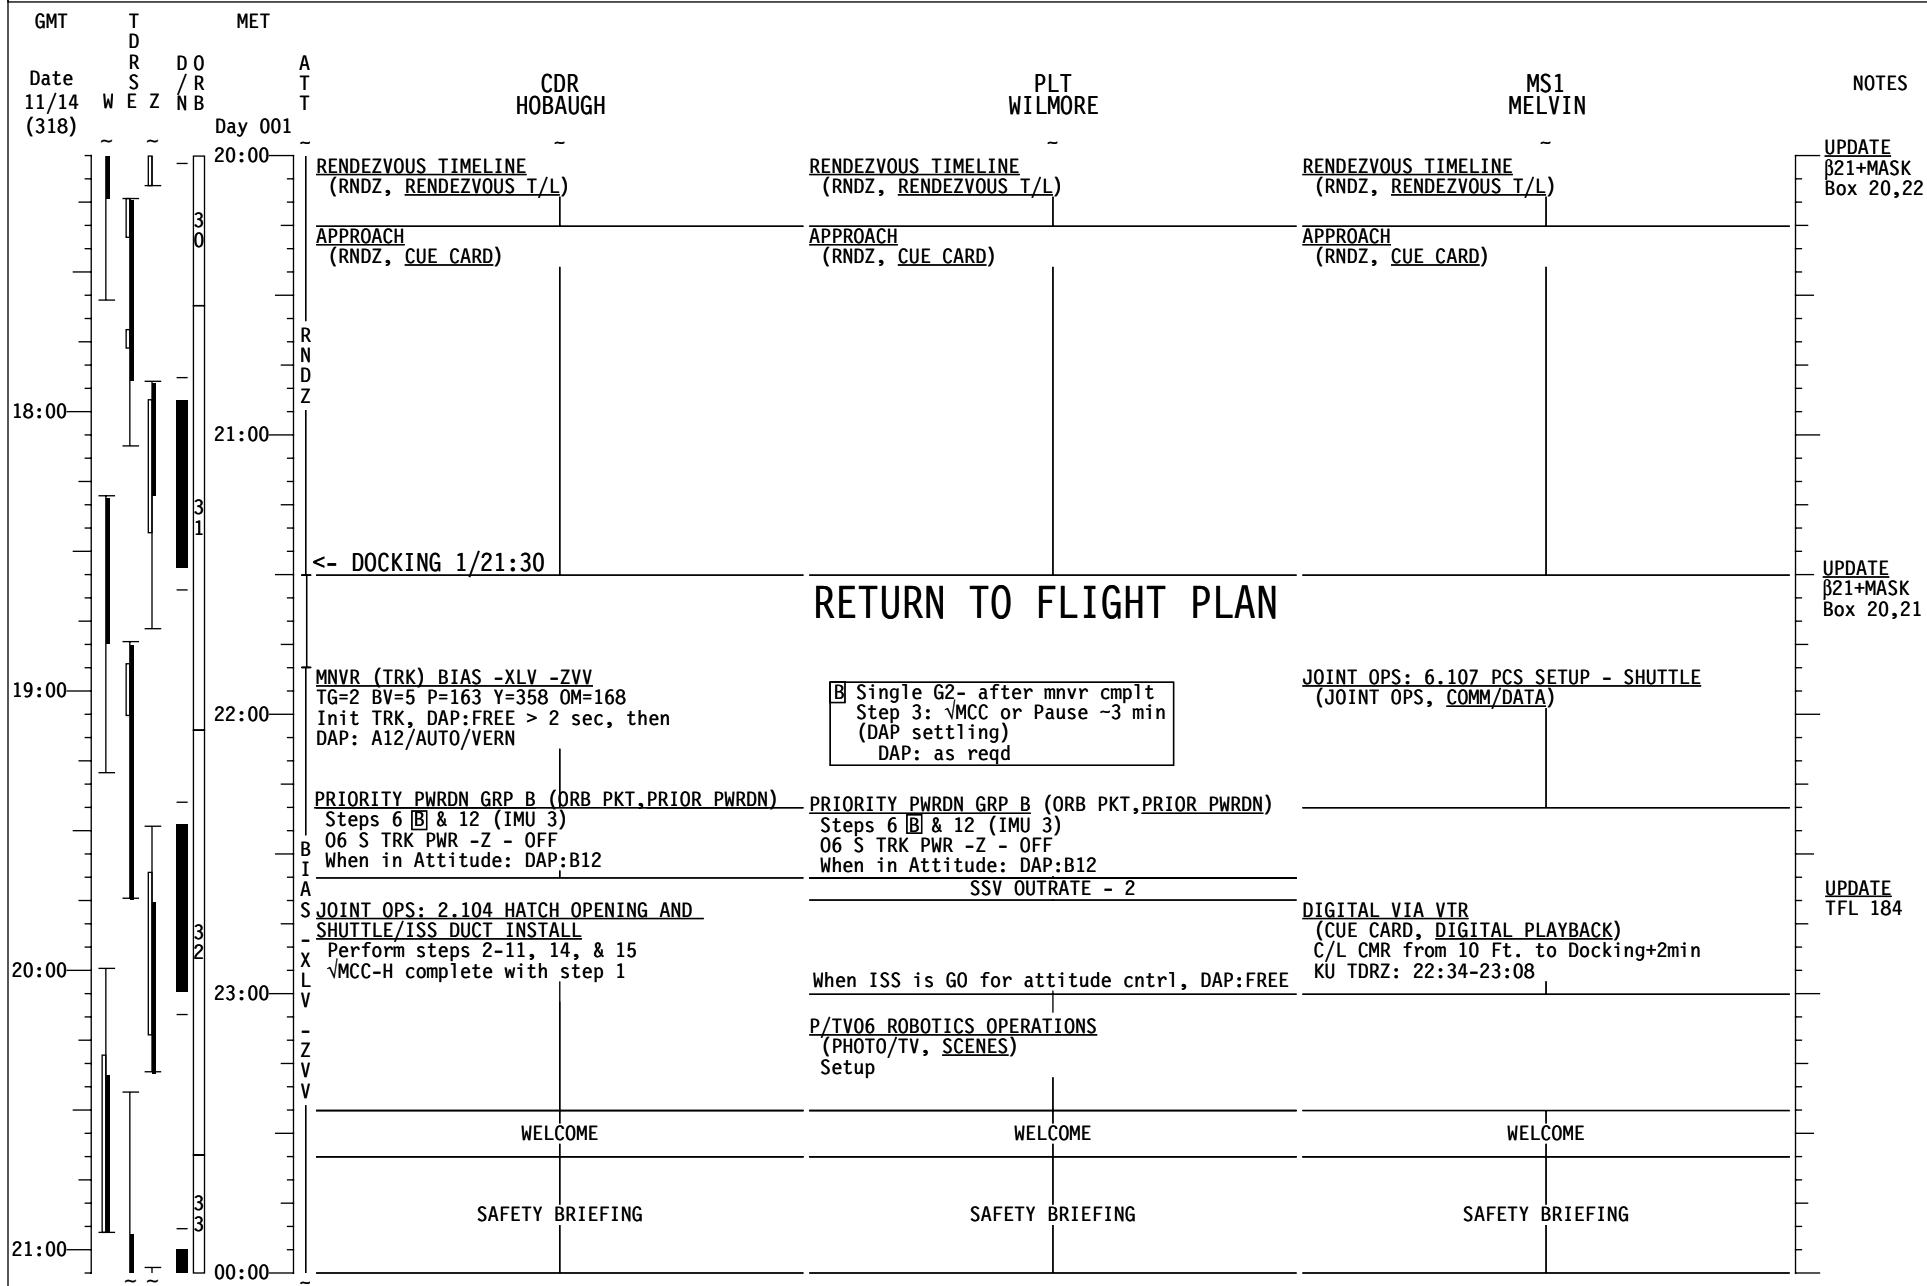 GMT
TDRS
MET
Date
11/14
(318)
W E Z
D/N
ORB
ATT
Day 001
CDR
HOBAUGH
PLT
WILMORE
MS1
MELVIN
NOTES
~ ~ ~ ~ ~ ~
20:00
RENDEZVOUS TIMELINE
(RNDZ, RENDEZVOUS T/L)
RENDEZVOUS TIMELINE
(RNDZ, RENDEZVOUS T/L)
RENDEZVOUS TIMELINE
(RNDZ, RENDEZVOUS T/L)
UPDATE
β21+MASK
Box 20,22
30
APPROACH
(RNDZ, CUE CARD)
APPROACH
(RNDZ, CUE CARD)
APPROACH
(RNDZ, CUE CARD)
RNDZ
18:00
21:00
31
<- DOCKING 1/21:30
RETURN TO FLIGHT PLAN
UPDATE
β21+MASK
Box 20,21
19:00
22:00
MNVR (TRK) BIAS -XLV -ZVV
TG=2 BV=5 P=163 Y=358 OM=168
Init TRK, DAP:FREE > 2 sec, then
DAP: A12/AUTO/VERN
B Single G2- after mnvr cmplt
Step 3: √MCC or Pause ~3 min
(DAP settling)
DAP: as reqd
JOINT OPS: 6.107 PCS SETUP - SHUTTLE
(JOINT OPS, COMM/DATA)
PRIORITY PWRDN GRP B (ORB PKT,PRIOR PWRDN)
Steps 6 B & 12 (IMU 3)
O6 S TRK PWR -Z - OFF
When in Attitude: DAP:B12
PRIORITY PWRDN GRP B (ORB PKT,PRIOR PWRDN)
Steps 6 B & 12 (IMU 3)
O6 S TRK PWR -Z - OFF
When in Attitude: DAP:B12
SSV OUTRATE - 2
UPDATE
TFL 184
BIAS -XLV -ZVV
32
JOINT OPS: 2.104 HATCH OPENING AND
SHUTTLE/ISS DUCT INSTALL
Perform steps 2-11, 14, & 15
√MCC-H complete with step 1
When ISS is GO for attitude cntrl, DAP:FREE
DIGITAL VIA VTR
(CUE CARD, DIGITAL PLAYBACK)
C/L CMR from 10 Ft. to Docking+2min
KU TDRZ: 22:34-23:08
20:00
23:00
P/TV06 ROBOTICS OPERATIONS
(PHOTO/TV, SCENES)
Setup
WELCOME
WELCOME
WELCOME
33
SAFETY BRIEFING
SAFETY BRIEFING
SAFETY BRIEFING
21:00
00:00
~ ~ ~